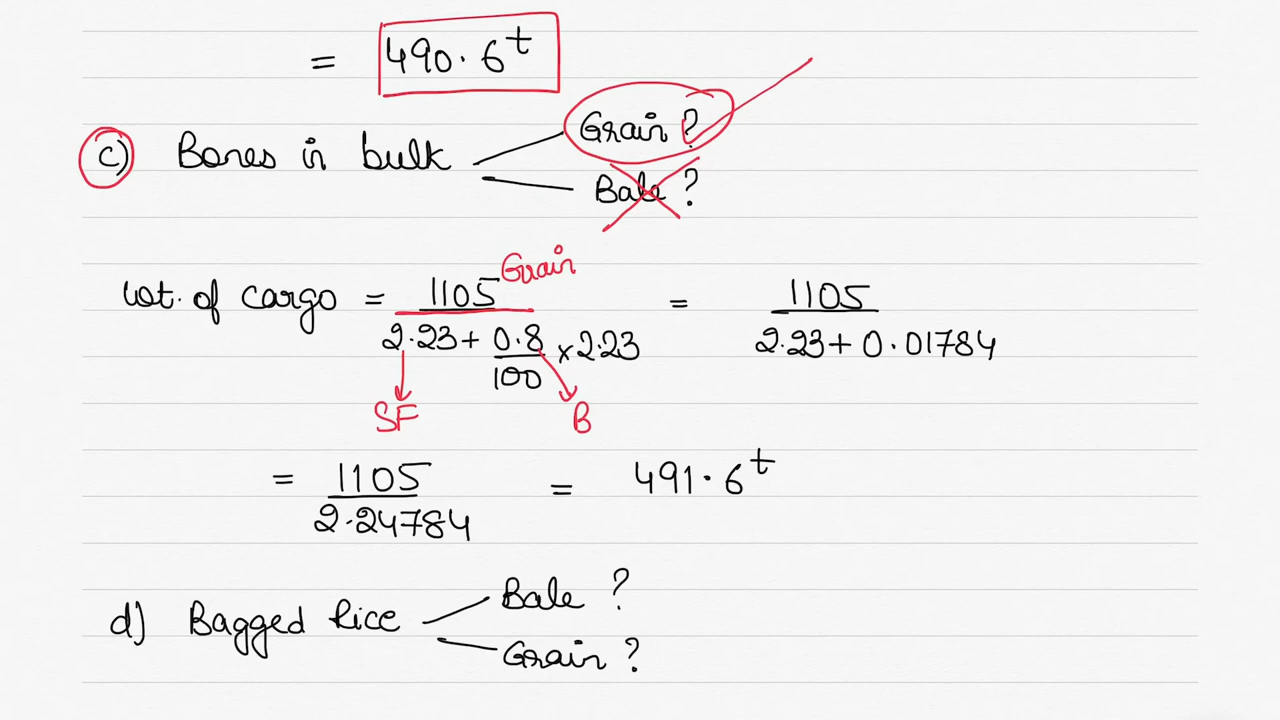 = 490.6t
c) Bones in bulk Grain ?
Bale ?
Grain
wt. of cargo = 1105 / 2.23 + 0.8/100 × 2.23 = 1105 / 2.23 + 0.01784
SF B
= 1105 / 2.24784 = 491.6t
d) Bagged Rice Bale ?
Grain ?